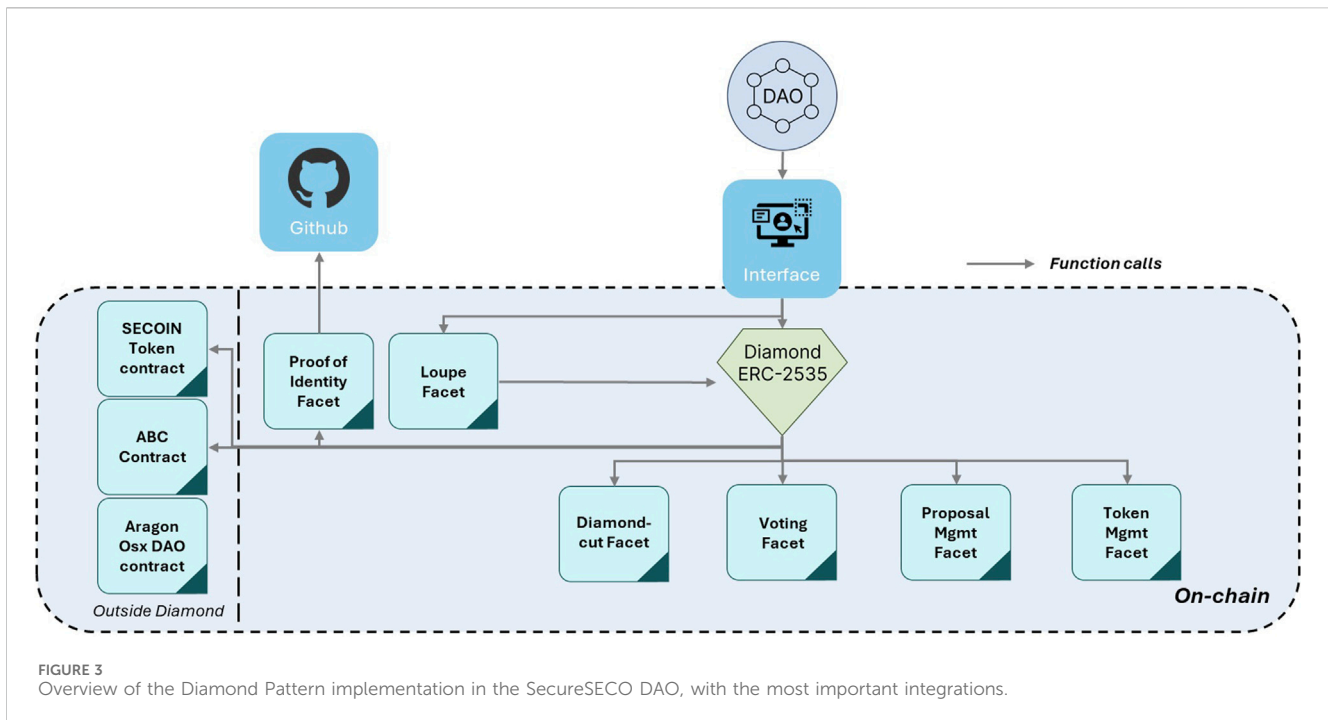 DAO
Github
Interface
Function calls
SECOIN
Token
contract
Proof of
Identity
Facet
Loupe
Facet
Diamond
ERC-2535
ABC
Contract
Aragon
Osx DAO
contract
Diamond-
cut Facet
Voting
Facet
Proposal
Mgmt
Facet
Token
Mgmt
Facet
Outside Diamond
On-chain
FIGURE 3
Overview of the Diamond Pattern implementation in the SecureSECO DAO, with the most important integrations.